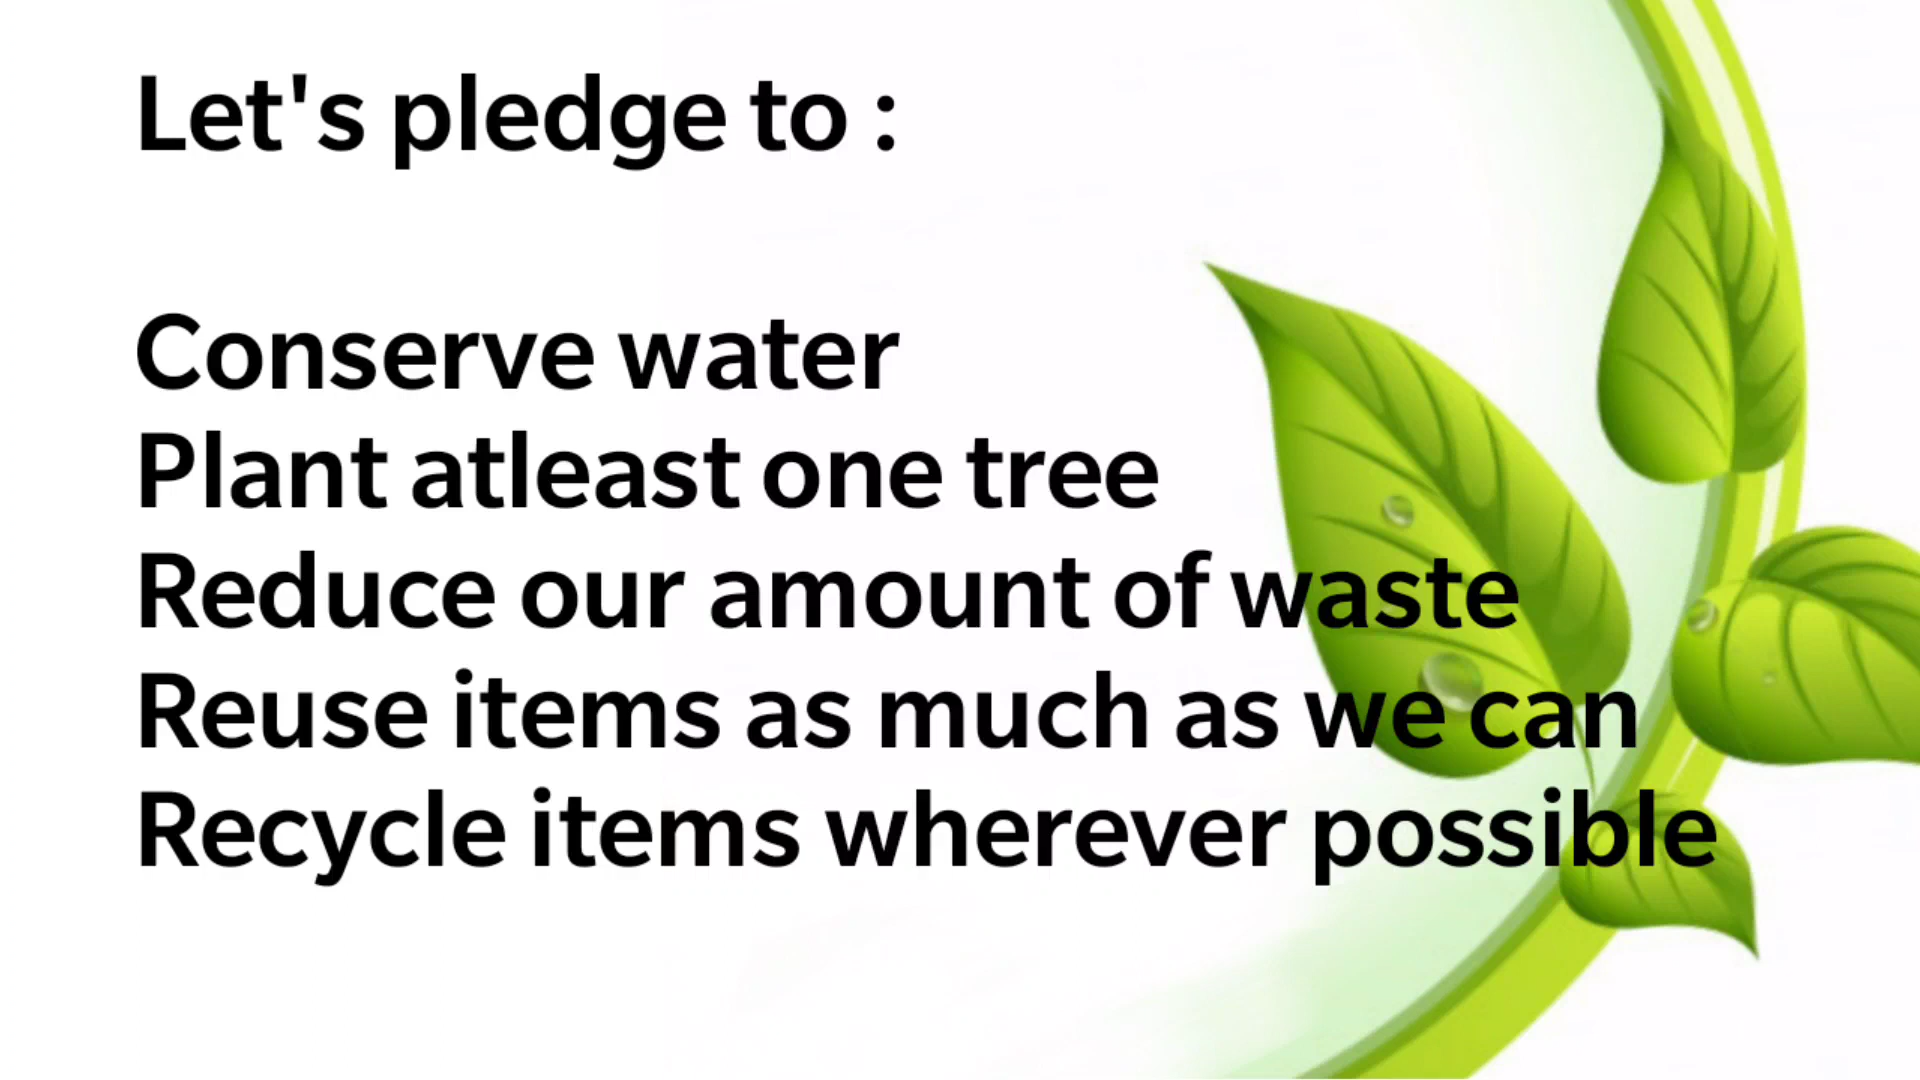 Let's pledge to :
Conserve water
Plant atleast one tree
Reduce our amount of waste
Reuse items as much as we can
Recycle items wherever possible